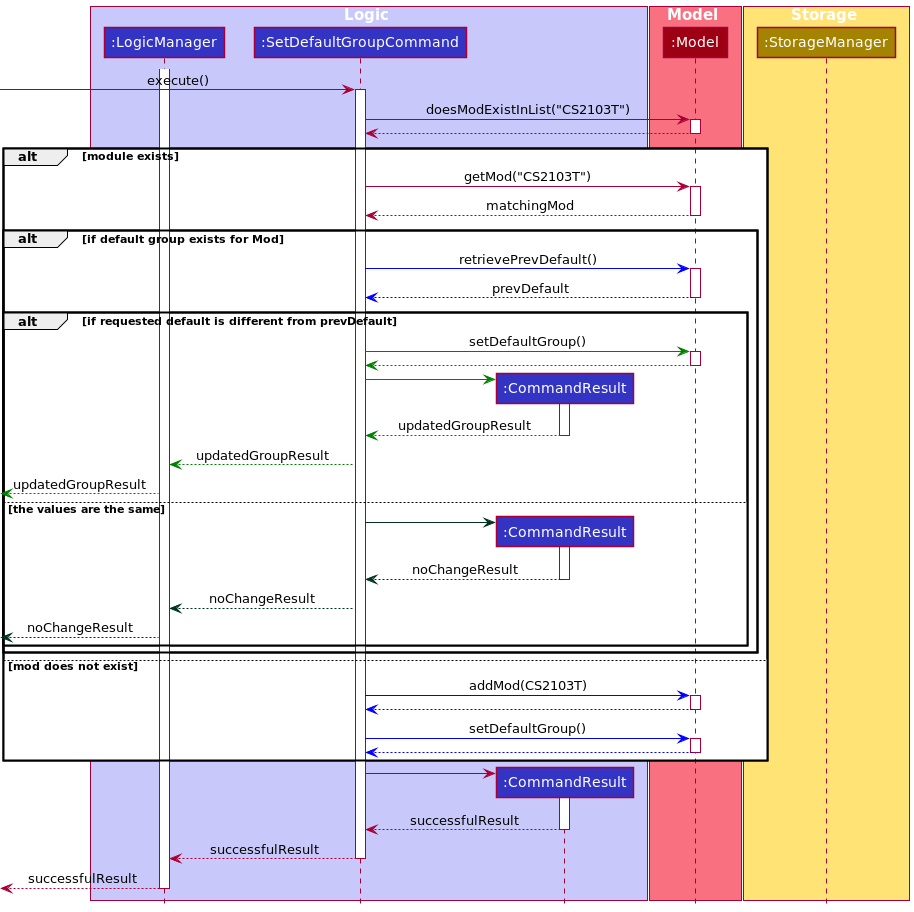 Logic
Model
Storage
:LogicManager
:SetDefaultGroupCommand
:Model
:StorageManager
execute()
doesModExistInList("CS2103T")
alt
[module exists]
getMod("CS2103T")
matchingMod
alt
[if default group exists for Mod]
retrievePrevDefault()
prevDefault
alt
[if requested default is different from prevDefault]
setDefaultGroup()
:CommandResult
updatedGroupResult
updatedGroupResult
updatedGroupResult
[the values are the same]
:CommandResult
noChangeResult
noChangeResult
noChangeResult
[mod does not exist]
addMod(CS2103T)
setDefaultGroup()
:CommandResult
successfulResult
successfulResult
successfulResult